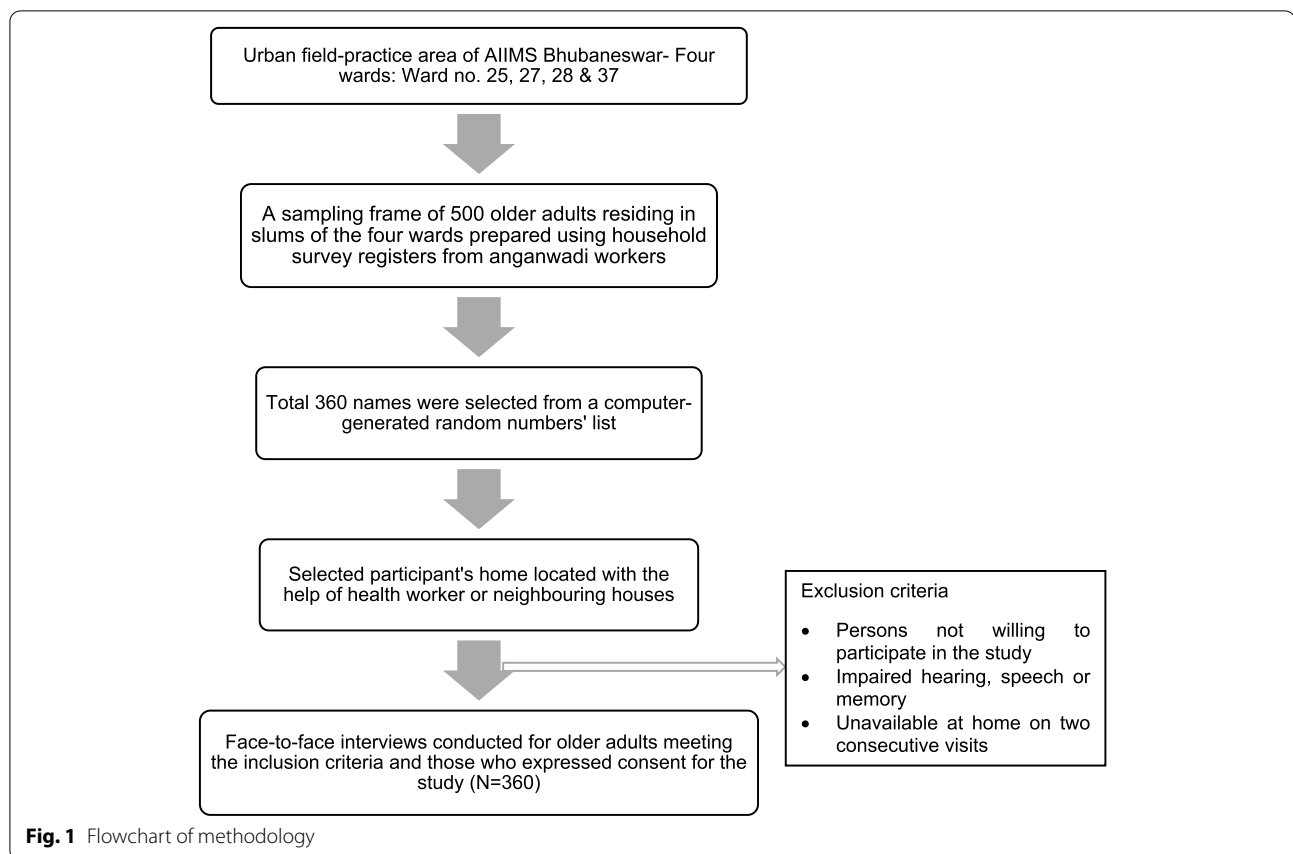 Urban field-practice area of AIIMS Bhubaneswar- Four
wards: Ward no. 25, 27, 28 & 37
A sampling frame of 500 older adults residing in
slums of the four wards prepared using household
survey registers from anganwadi workers
Total 360 names were selected from a computer-
generated random numbers' list
Selected participant's home located with the
help of health worker or neighbouring houses
Exclusion criteria
• Persons not willing to
participate in the study
• Impaired hearing, speech or
memory
• Unavailable at home on two
consecutive visits
Face-to-face interviews conducted for older adults meeting
the inclusion criteria and those who expressed consent for the
study (N=360)
Fig. 1 Flowchart of methodology